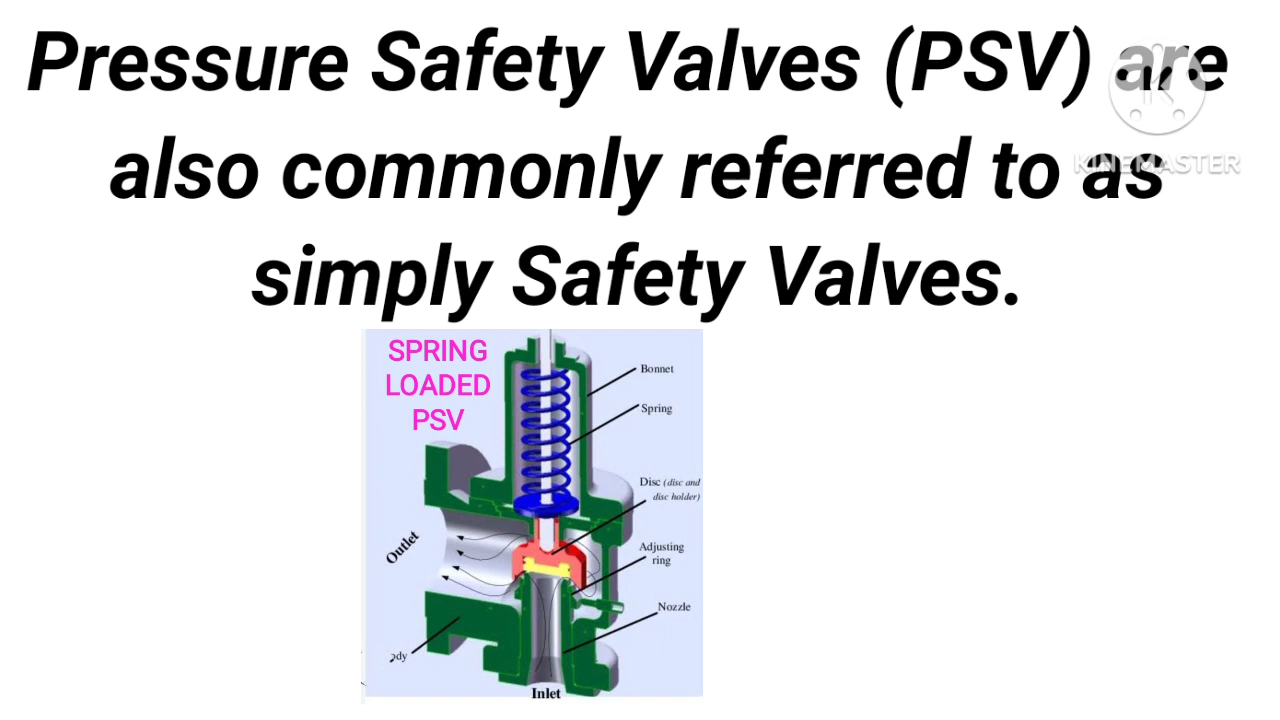 Pressure Safety Valves (PSV) are
also commonly referred to as
simply Safety Valves.
KINEMASTER
SPRING
LOADED
PSV
Bonnet
Spring
Disc (disc and
disc holder)
Outlet
Adjusting
ring
Nozzle
ody
Inlet